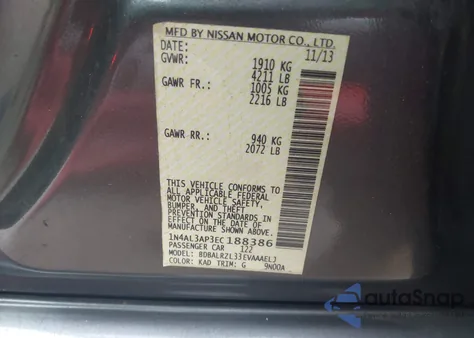 MFD BY NISSAN MOTOR CO., LTD.
DATE: 11/13
GVWR: 1910 KG
4211 LB
GAWR FR: 1005 KG
2216 LB
GAWR RR: 940 KG
2072 LB
THIS VEHICLE CONFORMS TO
ALL APPLICABLE FEDERAL
MOTOR VEHICLE SAFETY,
BUMPER, AND THEFT
PREVENTION STANDARDS IN
EFFECT ON THE DATE OF
MANUFACTURE SHOWN ABOVE.
1N4AL3AP3EC188386
PASSENGER CAR 122
MODEL: BDBALRZL33EVAAAELJ
COLOR: KAD TRIM: G 9N00A
autoSnap